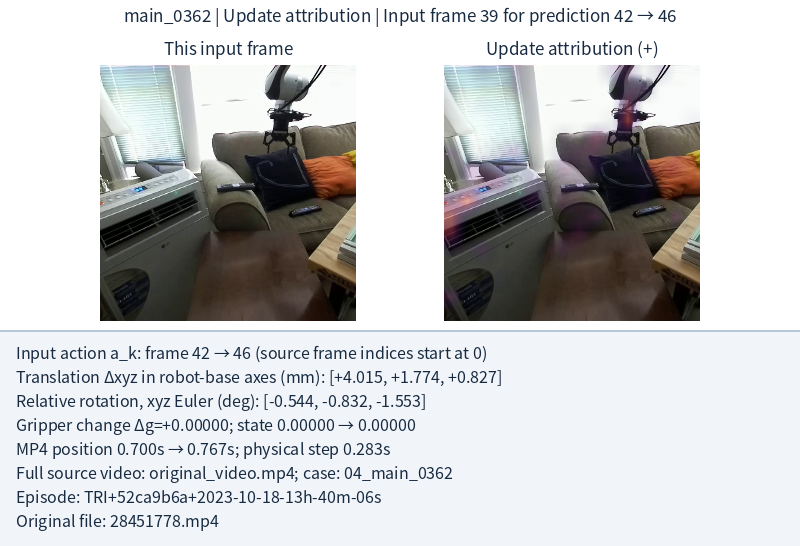 main_0362 | Update attribution | Input frame 39 for prediction 42 → 46
This input frame
Update attribution (+)
Input action a_k: frame 42 → 46 (source frame indices start at 0)
Translation Δxyz in robot-base axes (mm): [+4.015, +1.774, +0.827]
Relative rotation, xyz Euler (deg): [-0.544, -0.832, -1.553]
Gripper change Δg=+0.00000; state 0.00000 → 0.00000
MP4 position 0.700s → 0.767s; physical step 0.283s
Full source video: original_video.mp4; case: 04_main_0362
Episode: TRI+52ca9b6a+2023-10-18-13h-40m-06s
Original file: 28451778.mp4